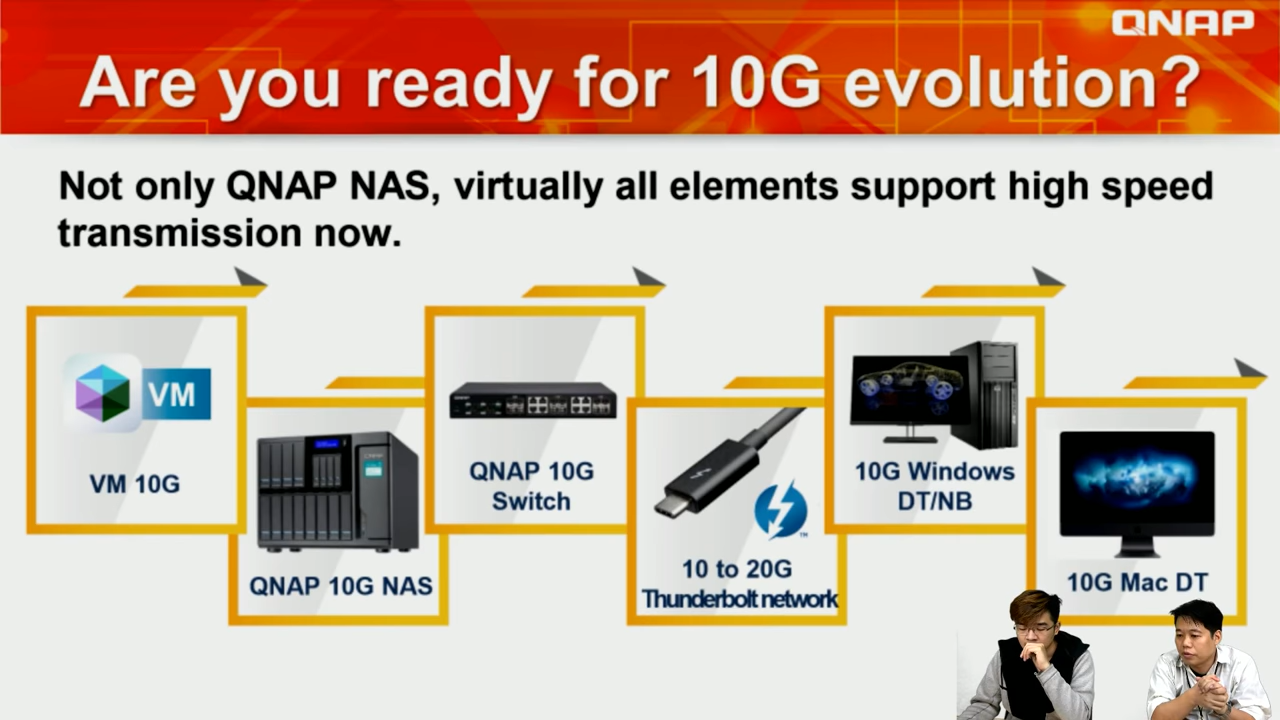 QNAP
Are you ready for 10G evolution?
Not only QNAP NAS, virtually all elements support high speed
transmission now.
VM
VM 10G
QNAP 10G NAS
QNAP 10G
Switch
10 to 20G
Thunderbolt network
TM
10G Windows
DT/NB
10G Mac DT